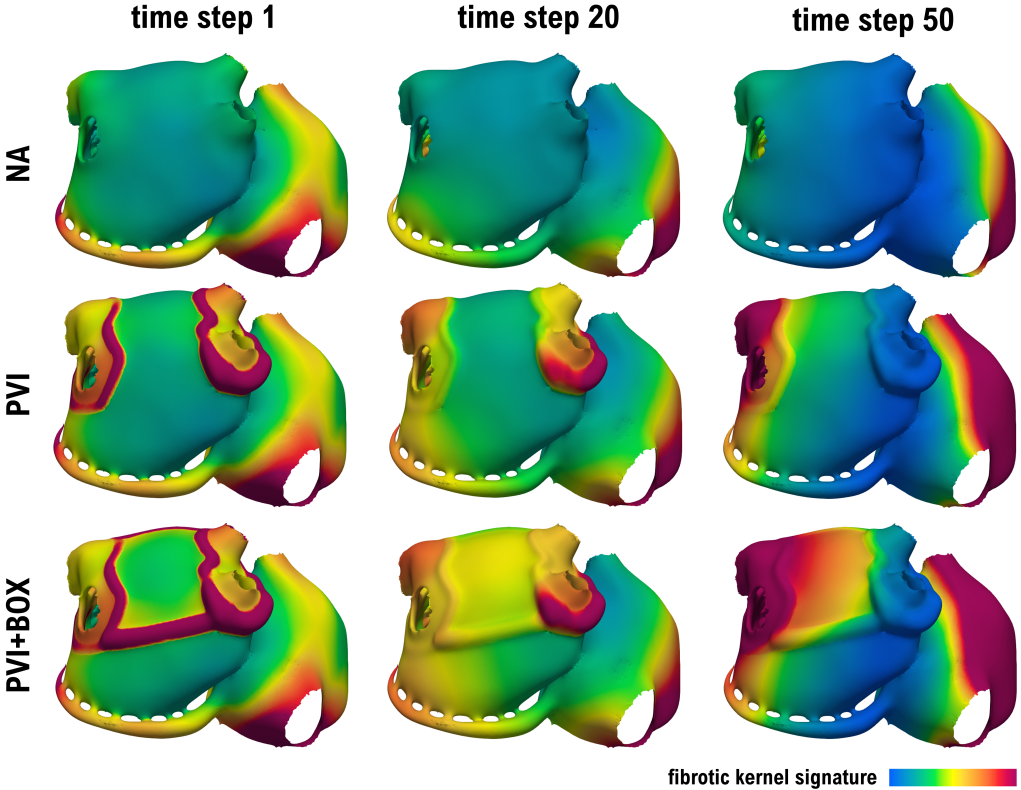 time step 1
time step 20
time step 50
NA
PVI
PVI+BOX
fibrotic kernel signature